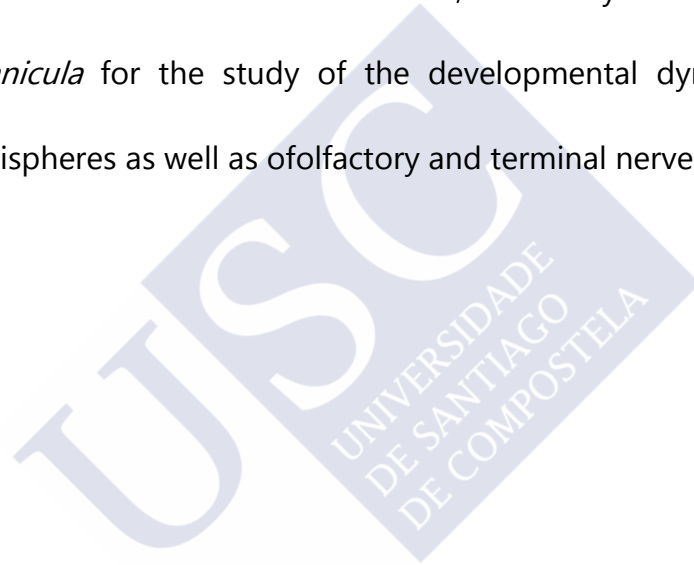 nicula for the study of the developmental
ispheres as well as ofolfactory and terminal nerve
USC
UNIVERSIDADE
DE SANTIAGO
DE COMPOSTELA